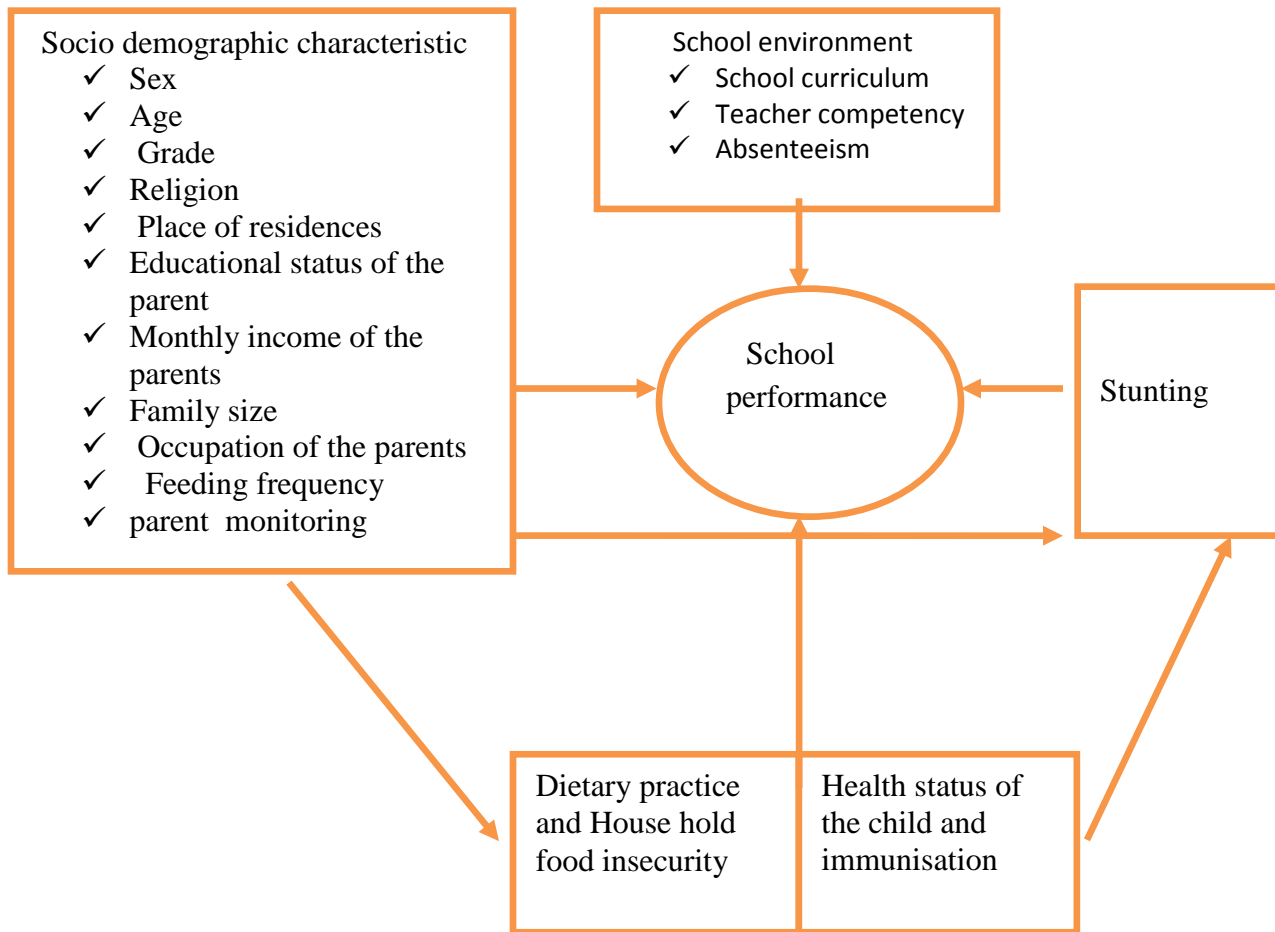 Socio demographic characteristic
✓ Sex
✓ Age
✓ Grade
✓ Religion
✓ Place of residences
✓ Educational status of the
parent
✓ Monthly income of the
parents
✓ Family size
✓ Occupation of the parents
✓ Feeding frequency
✓ parent monitoring
School environment
✓ School curriculum
✓ Teacher competency
✓ Absenteeism
School
performance
Stunting
Dietary practice
and House hold
food insecurity
Health status of
the child and
immunisation